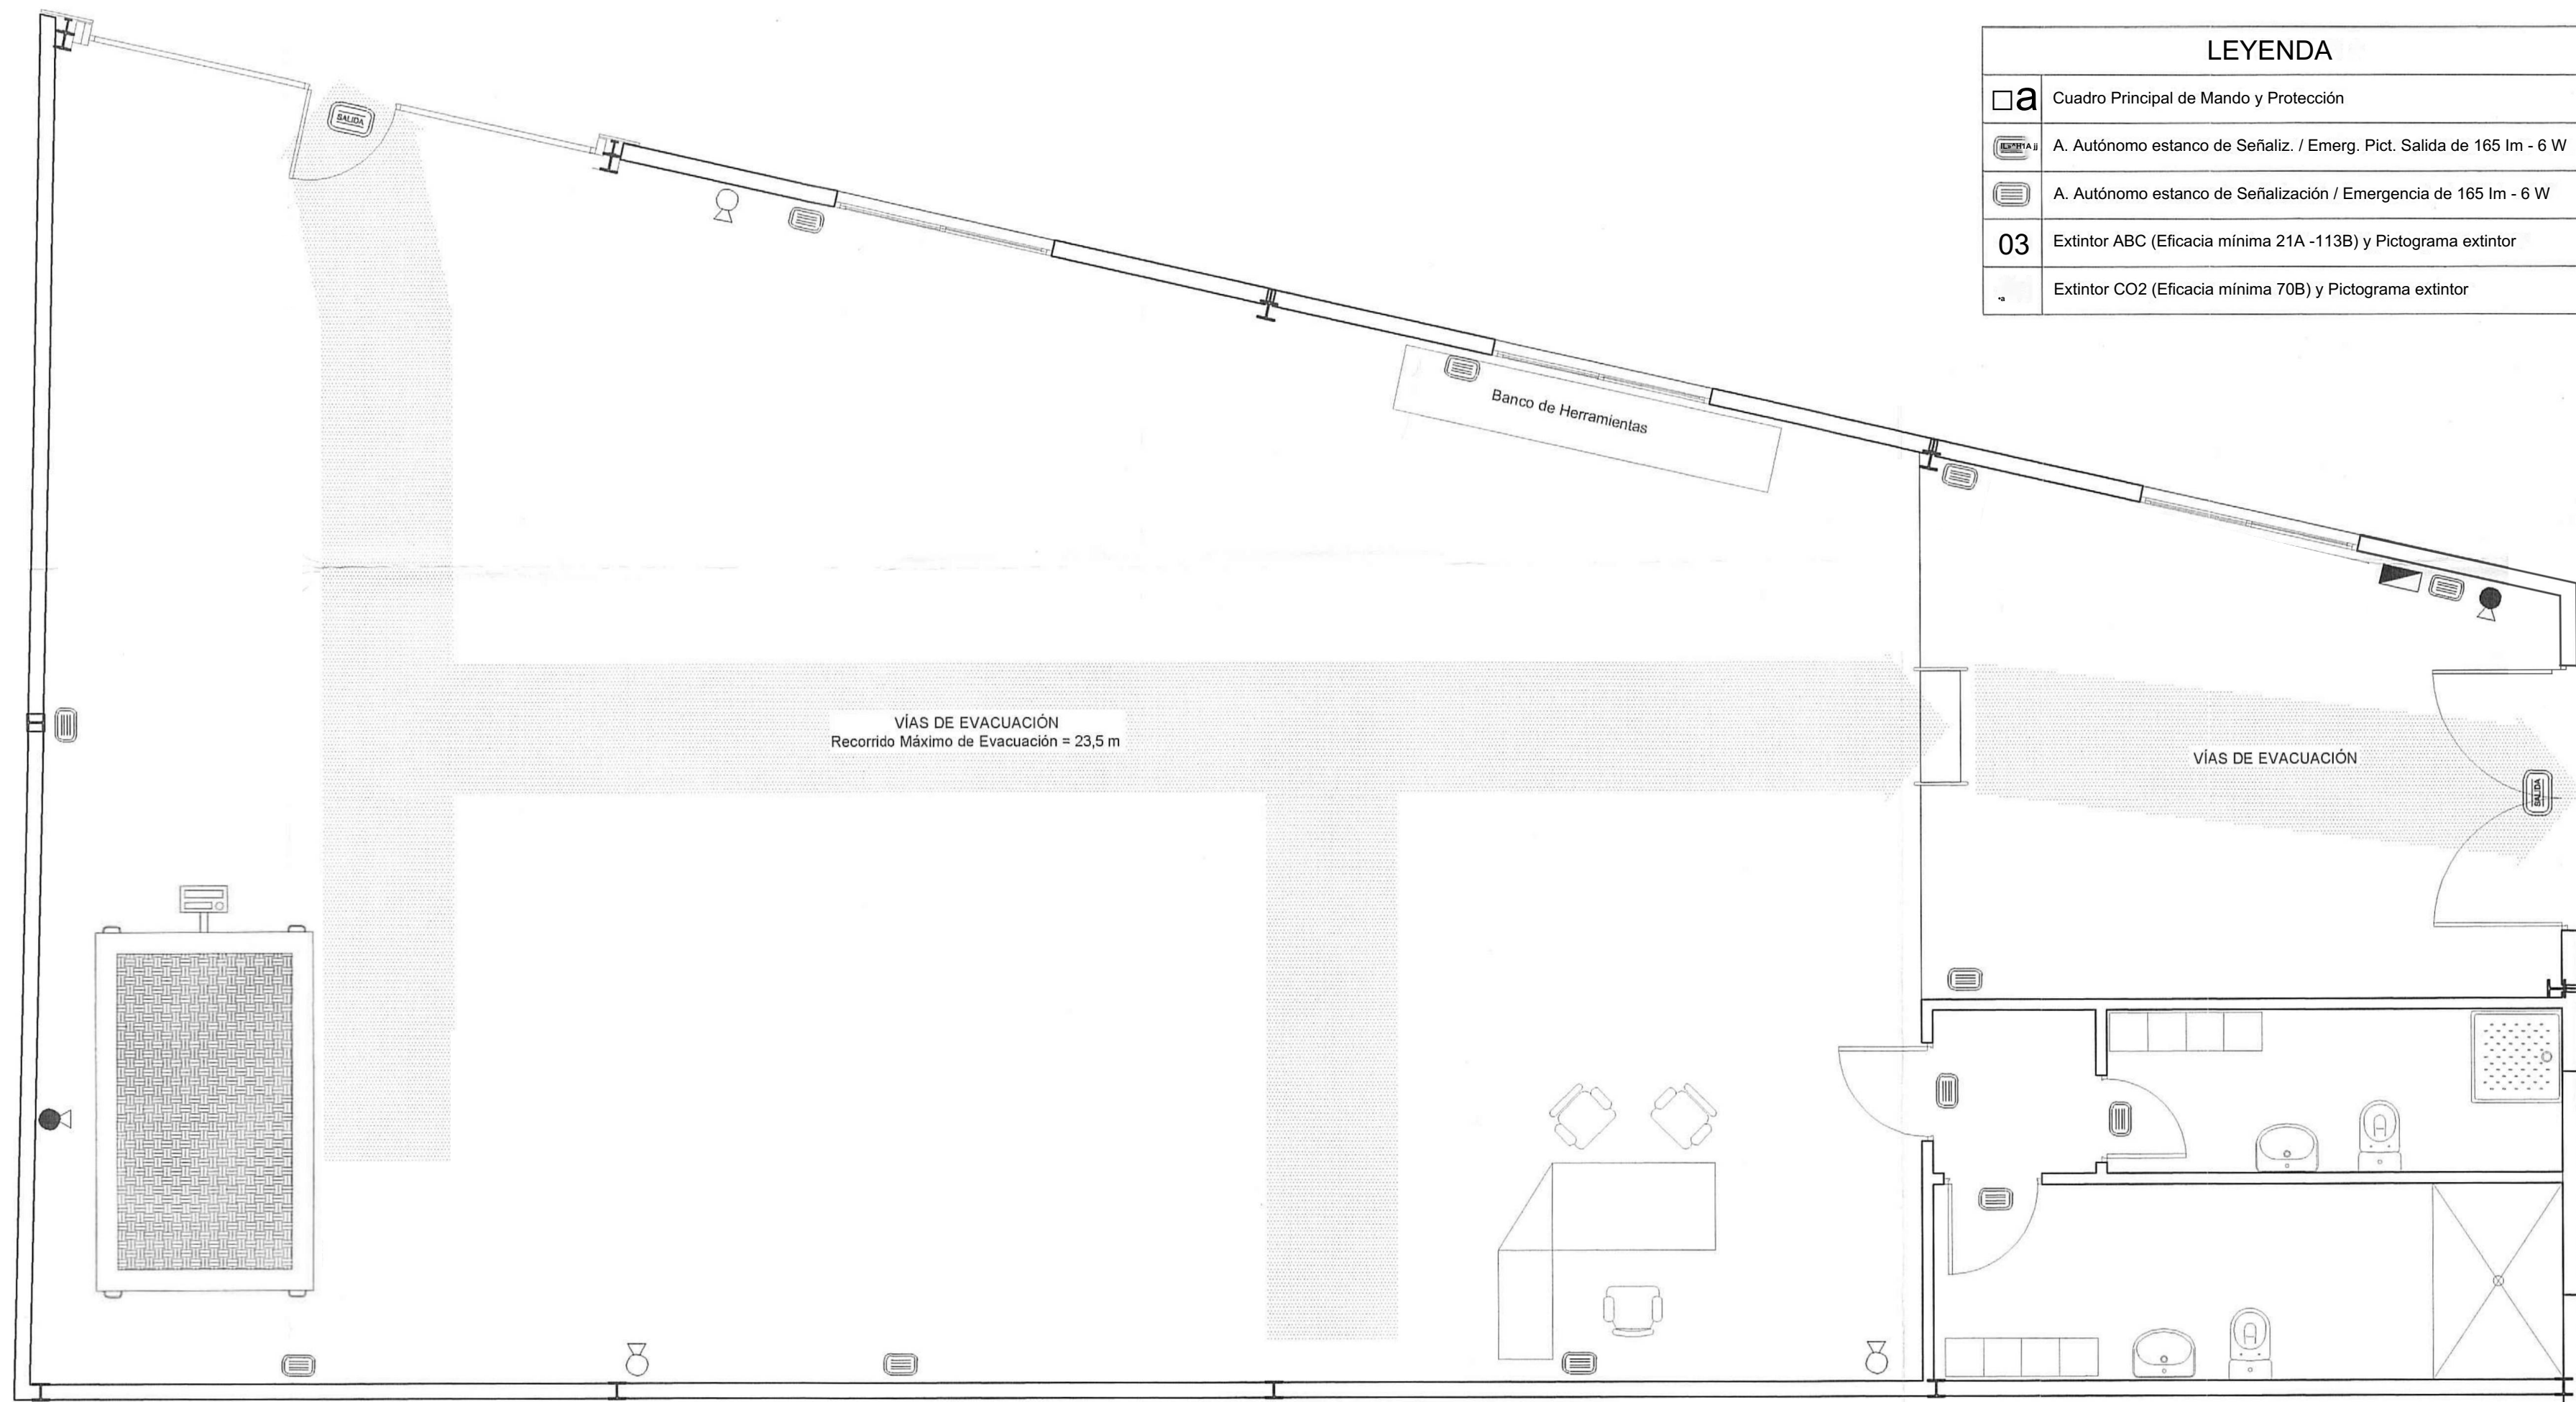 LEYENDA
□a Cuadro Principal de Mando y Protección
A. Autónomo estanco de Señaliz. / Emerg. Pict. Salida de 165 Im - 6 W
A. Autónomo estanco de Señalización / Emergencia de 165 Im - 6 W
03 Extintor ABC (Eficacia mínima 21A -113B) y Pictograma extintor
•a Extintor CO2 (Eficacia mínima 70B) y Pictograma extintor
SALIDA
Banco de Herramientas
VÍAS DE EVACUACIÓN
Recorrido Máximo de Evacuación = 23,5 m
VÍAS DE EVACUACIÓN
SALIDA